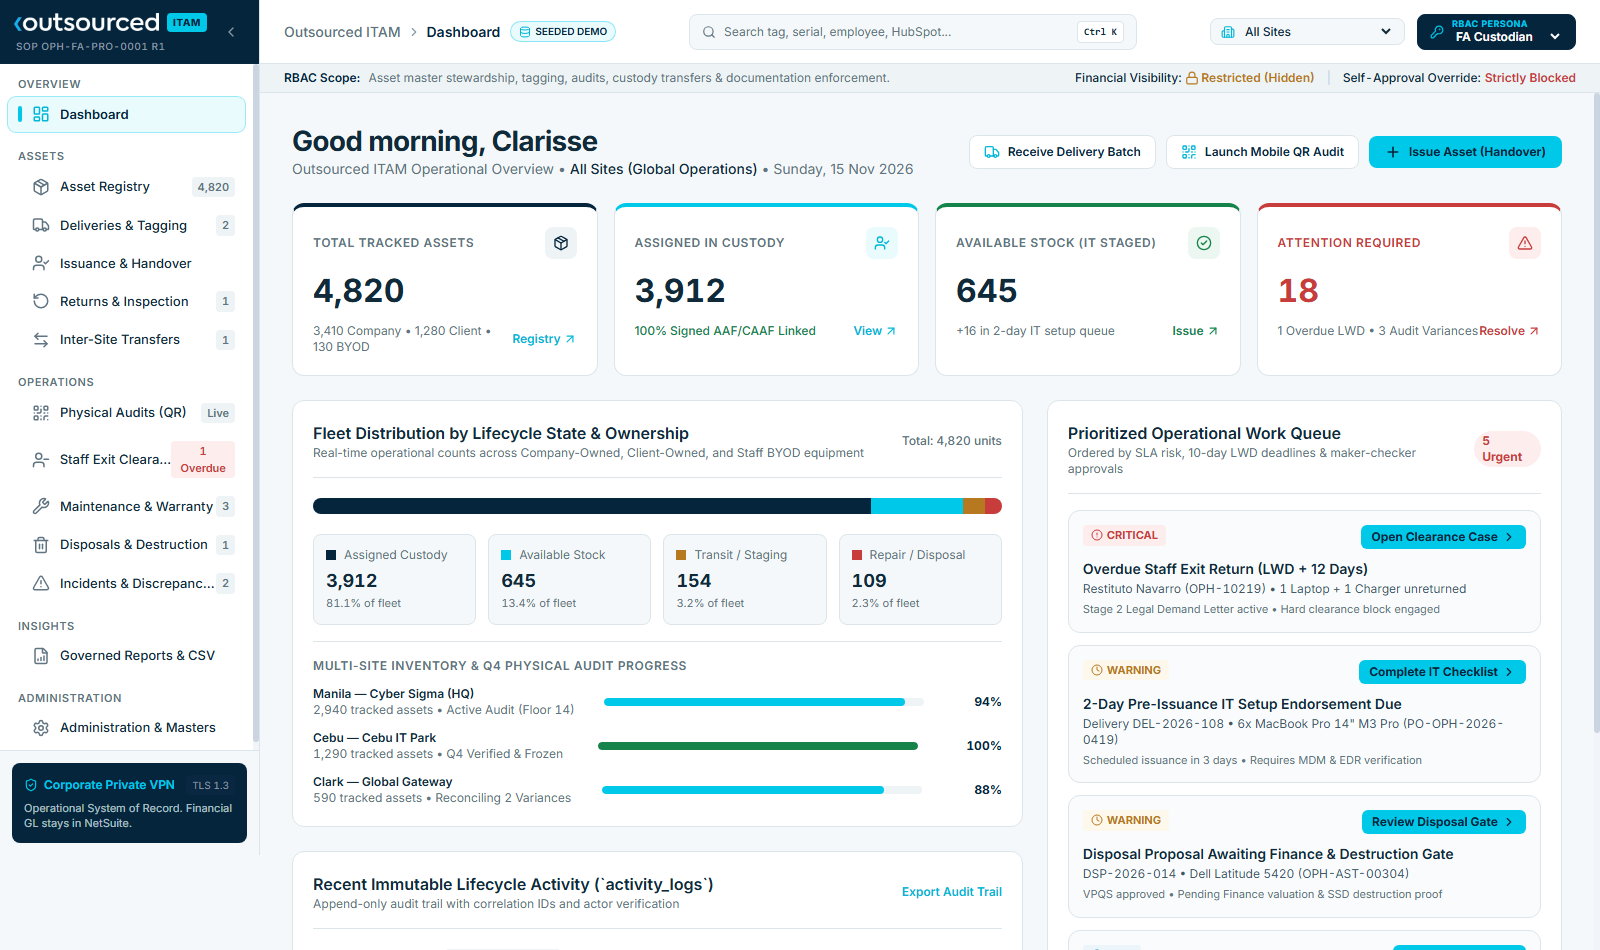 outsourced ITAM
SOP OPH-FA-PRO-0001 R1
Outsourced ITAM > Dashboard SEEDED DEMO
Search tag, serial, employee, HubSpot... Ctrl K
All Sites
RBAC PERSONA
FA Custodian
RBAC Scope: Asset master stewardship, tagging, audits, custody transfers & documentation enforcement.
Financial Visibility: Restricted (Hidden) Self-Approval Override: Strictly Blocked
OVERVIEW
Dashboard
ASSETS
Asset Registry 4,820
Deliveries & Tagging 2
Issuance & Handover
Returns & Inspection 1
Inter-Site Transfers 1
OPERATIONS
Physical Audits (QR) Live
Staff Exit Cleara... 1 Overdue
Maintenance & Warranty 3
Disposals & Destruction 1
Incidents & Discrepanc... 2
INSIGHTS
Governed Reports & CSV
ADMINISTRATION
Administration & Masters
Corporate Private VPN TLS 1.3
Operational System of Record. Financial
GL stays in NetSuite.
Good morning, Clarisse
Outsourced ITAM Operational Overview • All Sites (Global Operations) • Sunday, 15 Nov 2026
Receive Delivery Batch
Launch Mobile QR Audit
Issue Asset (Handover)
TOTAL TRACKED ASSETS
4,820
3,410 Company • 1,280 Client •
130 BYOD
Registry
ASSIGNED IN CUSTODY
3,912
100% Signed AAF/CAAF Linked
View
AVAILABLE STOCK (IT STAGED)
645
+16 in 2-day IT setup queue
Issue
ATTENTION REQUIRED
18
1 Overdue LWD • 3 Audit Variances
Resolve
Fleet Distribution by Lifecycle State & Ownership
Real-time operational counts across Company-Owned, Client-Owned, and Staff BYOD equipment
Total: 4,820 units
Assigned Custody
3,912
81.1% of fleet
Available Stock
645
13.4% of fleet
Transit / Staging
154
3.2% of fleet
Repair / Disposal
109
2.3% of fleet
MULTI-SITE INVENTORY & Q4 PHYSICAL AUDIT PROGRESS
Manila — Cyber Sigma (HQ)
2,940 tracked assets • Active Audit (Floor 14)
94%
Cebu — Cebu IT Park
1,290 tracked assets • Q4 Verified & Frozen
100%
Clark — Global Gateway
590 tracked assets • Reconciling 2 Variances
88%
Recent Immutable Lifecycle Activity (`activity_logs`)
Append-only audit trail with correlation IDs and actor verification
Export Audit Trail
Prioritized Operational Work Queue
Ordered by SLA risk, 10-day LWD deadlines & maker-checker
approvals
5
Urgent
CRITICAL
Open Clearance Case
Overdue Staff Exit Return (LWD + 12 Days)
Restituto Navarro (OPH-10219) • 1 Laptop + 1 Charger unreturned
Stage 2 Legal Demand Letter active • Hard clearance block engaged
WARNING
Complete IT Checklist
2-Day Pre-Issuance IT Setup Endorsement Due
Delivery DEL-2026-108 • 6x MacBook Pro 14" M3 Pro (PO-OPH-2026-
0419)
Scheduled issuance in 3 days • Requires MDM & EDR verification
WARNING
Review Disposal Gate
Disposal Proposal Awaiting Finance & Destruction Gate
DSP-2026-014 • Dell Latitude 5420 (OPH-AST-00304)
VPQS approved • Pending Finance valuation & SSD destruction proof